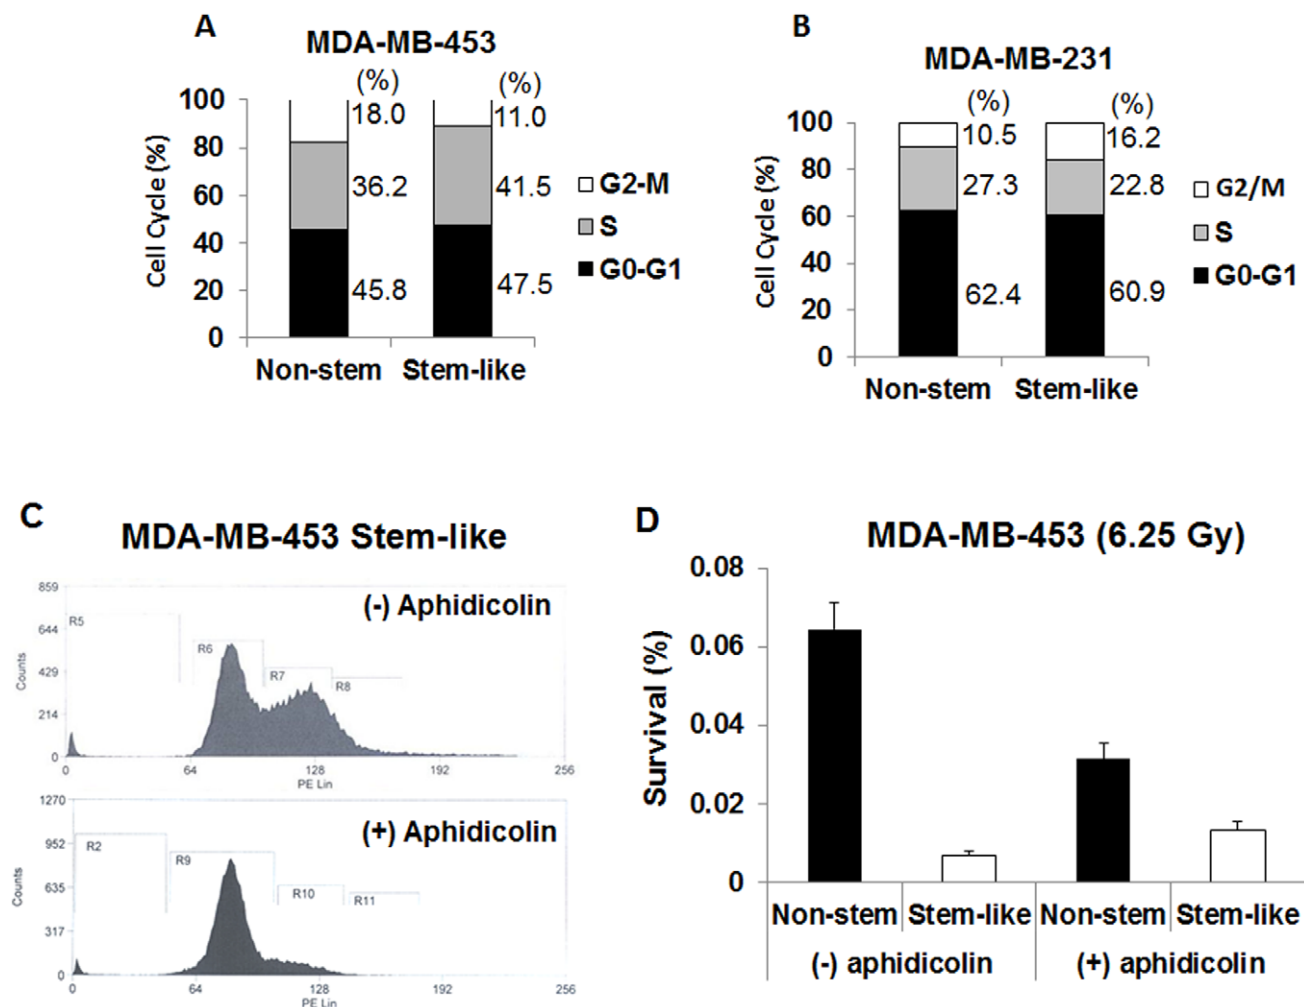 A
MDA-MB-453
(%) (%)
100
80
60
40
20
0
Cell Cycle (%)
18.0 11.0
36.2 41.5
45.8 47.5
G2-M
S
G0-G1
Non-stem Stem-like
B
MDA-MB-231
(%) (%)
100
80
60
40
20
0
Cell Cycle (%)
10.5 16.2
27.3 22.8
62.4 60.9
G2/M
S
G0-G1
Non-stem Stem-like
C
MDA-MB-453 Stem-like
(-) Aphidicolin
859
644
429
214
0
Counts
R5
R6
R7
R8
0 64 128 192 256
PE Lin
(+) Aphidicolin
1270
952
635
317
0
Counts
R2
R9
R10
R11
0 64 128 192 256
PE Lin
D
MDA-MB-453 (6.25 Gy)
0.08
0.06
0.04
0.02
0
Survival (%)
Non-stem Stem-like Non-stem Stem-like
(-) aphidicolin (+) aphidicolin